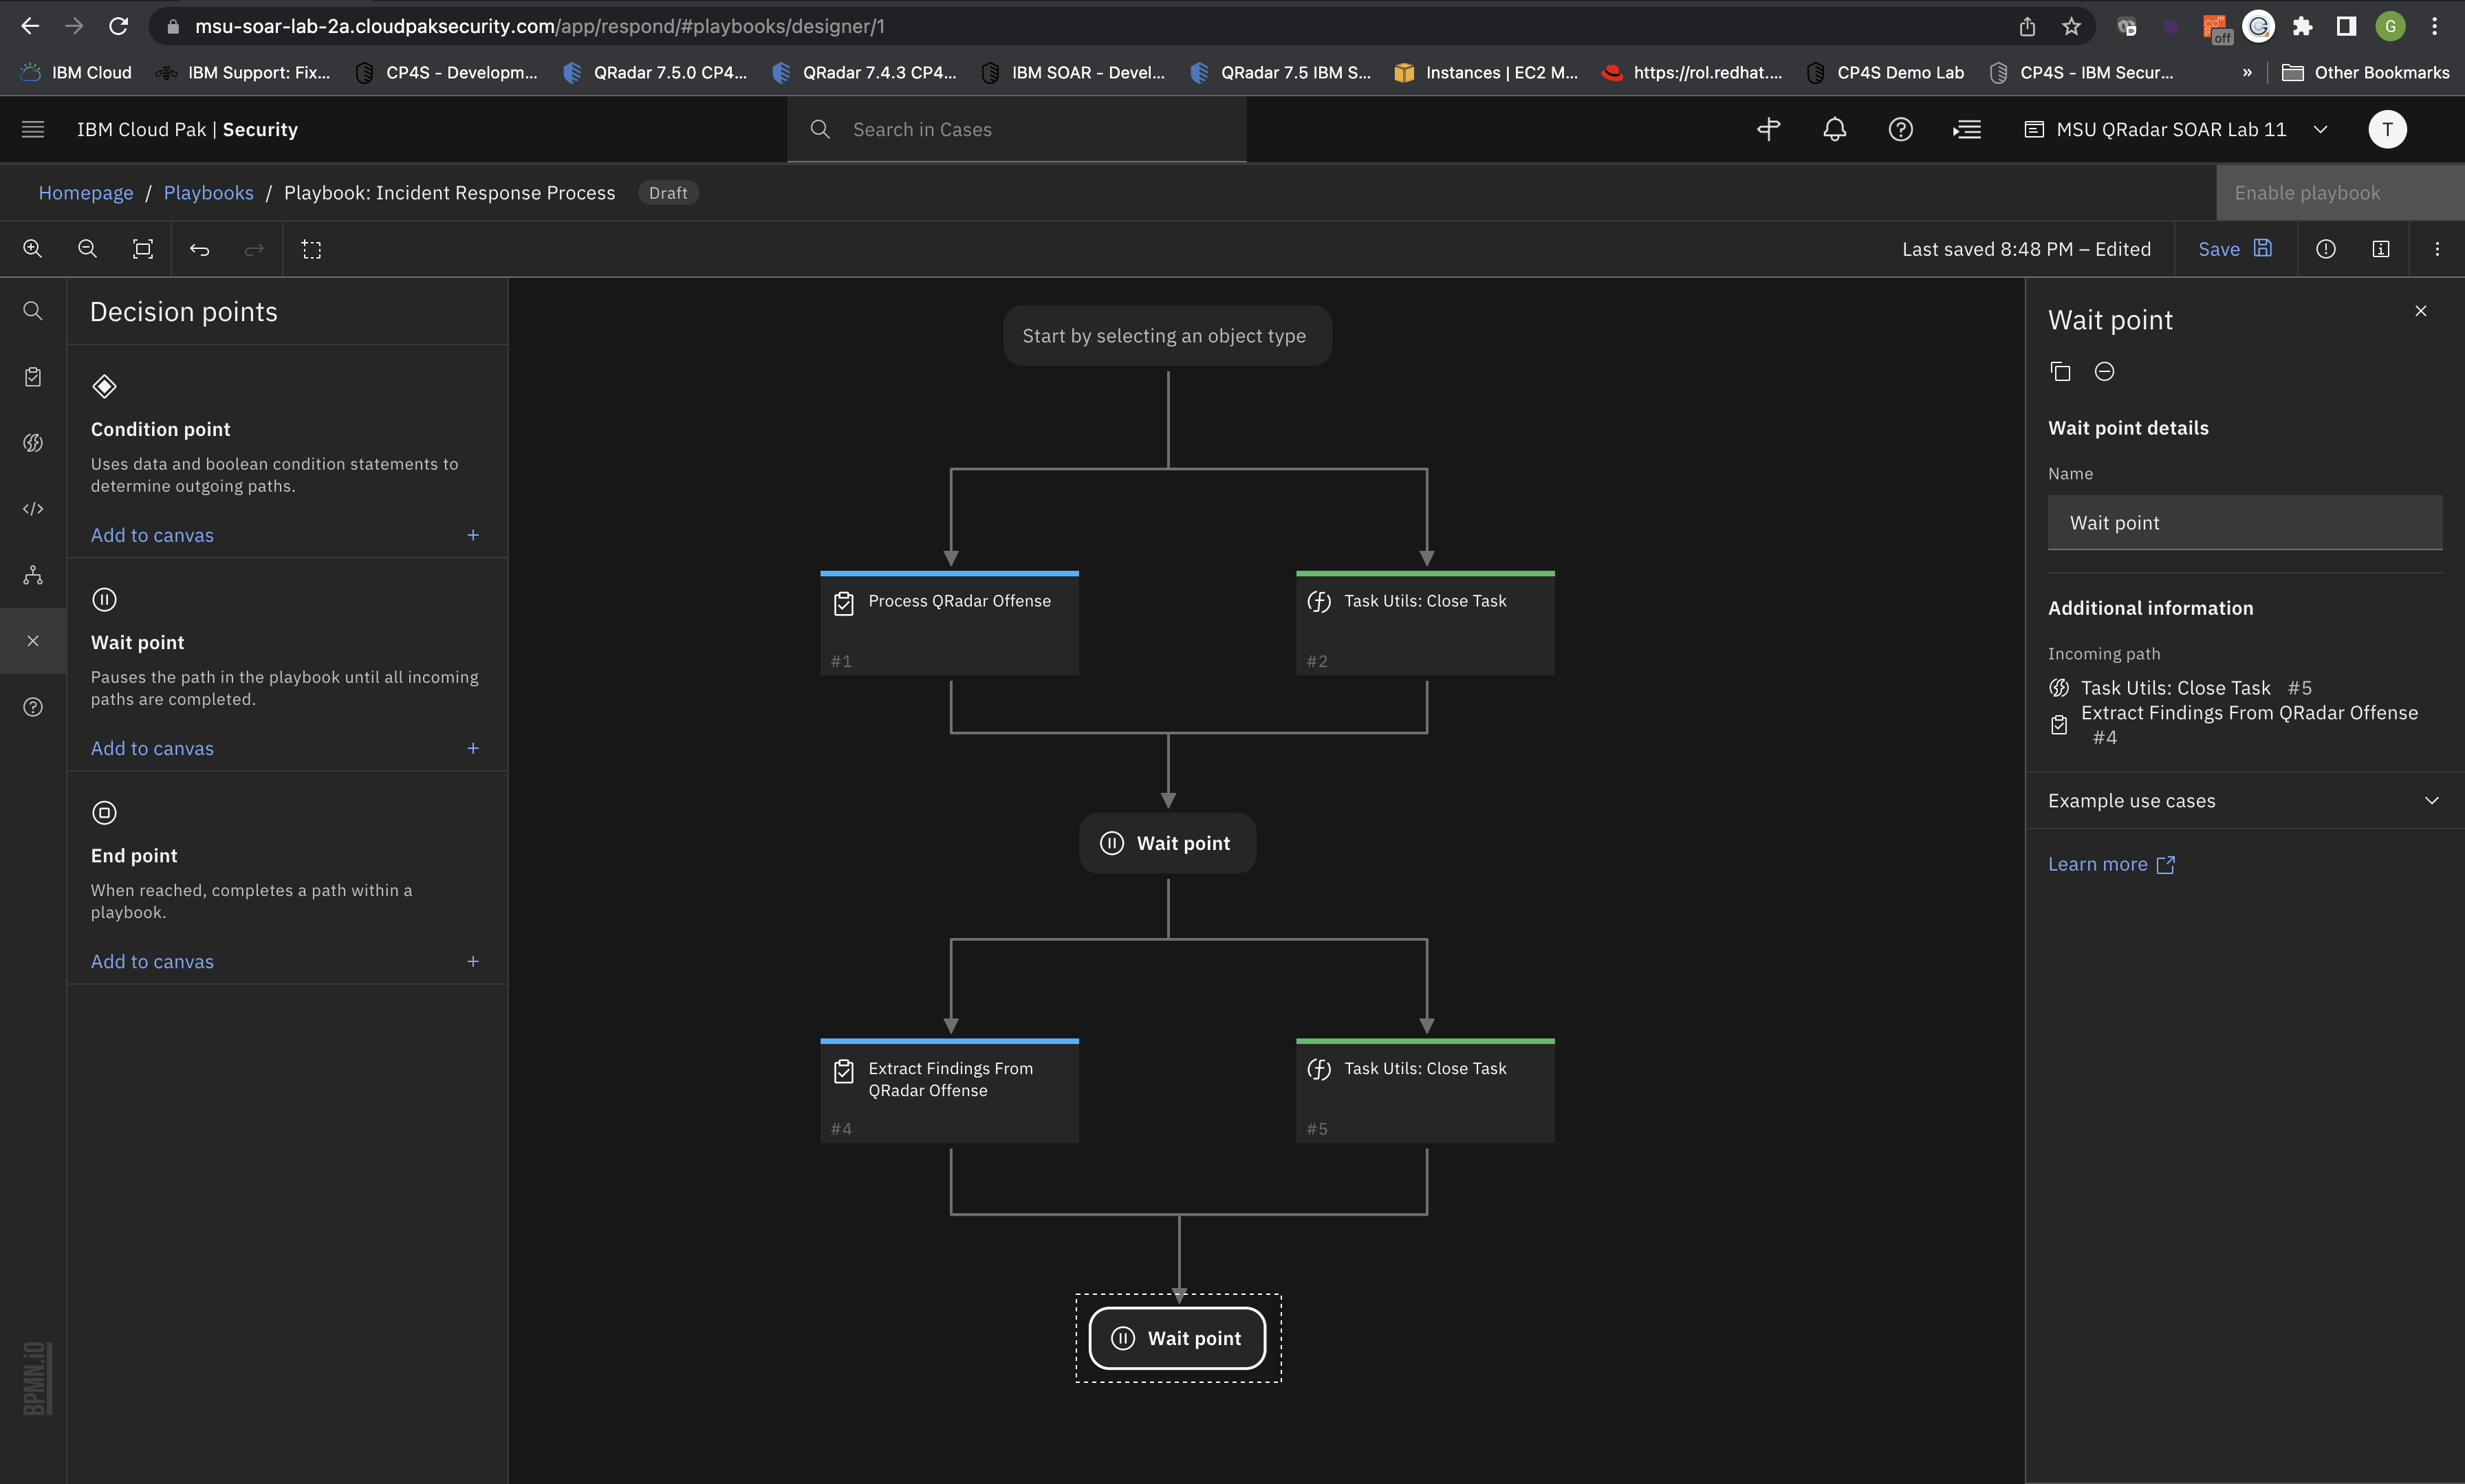 msu-soar-lab-2a.cloudpaksecurity.com/app/respond/#playbooks/designer/1
off
G
IBM Cloud
IBM Support: Fix...
CP4S - Developm...
QRadar 7.5.0 CP4...
QRadar 7.4.3 CP4...
IBM SOAR - Devel...
QRadar 7.5 IBM S...
Instances | EC2 M...
https://rol.redhat....
CP4S Demo Lab
CP4S - IBM Secur...
»
Other Bookmarks
IBM Cloud Pak | Security
Search in Cases
MSU QRadar SOAR Lab 11
T
Homepage / Playbooks / Playbook: Incident Response Process
Draft
Enable playbook
Last saved 8:48 PM – Edited
Save
Decision points
Condition point
Uses data and boolean condition statements to
determine outgoing paths.
Add to canvas +
Wait point
Pauses the path in the playbook until all incoming
paths are completed.
Add to canvas +
End point
When reached, completes a path within a
playbook.
Add to canvas +
BPMN.iO
Start by selecting an object type
Process QRadar Offense
#1
Task Utils: Close Task
#2
Wait point
Extract Findings From
QRadar Offense
#4
Task Utils: Close Task
#5
Wait point
Wait point
Wait point details
Name
Wait point
Additional information
Incoming path
Task Utils: Close Task #5
Extract Findings From QRadar Offense
#4
Example use cases
Learn more